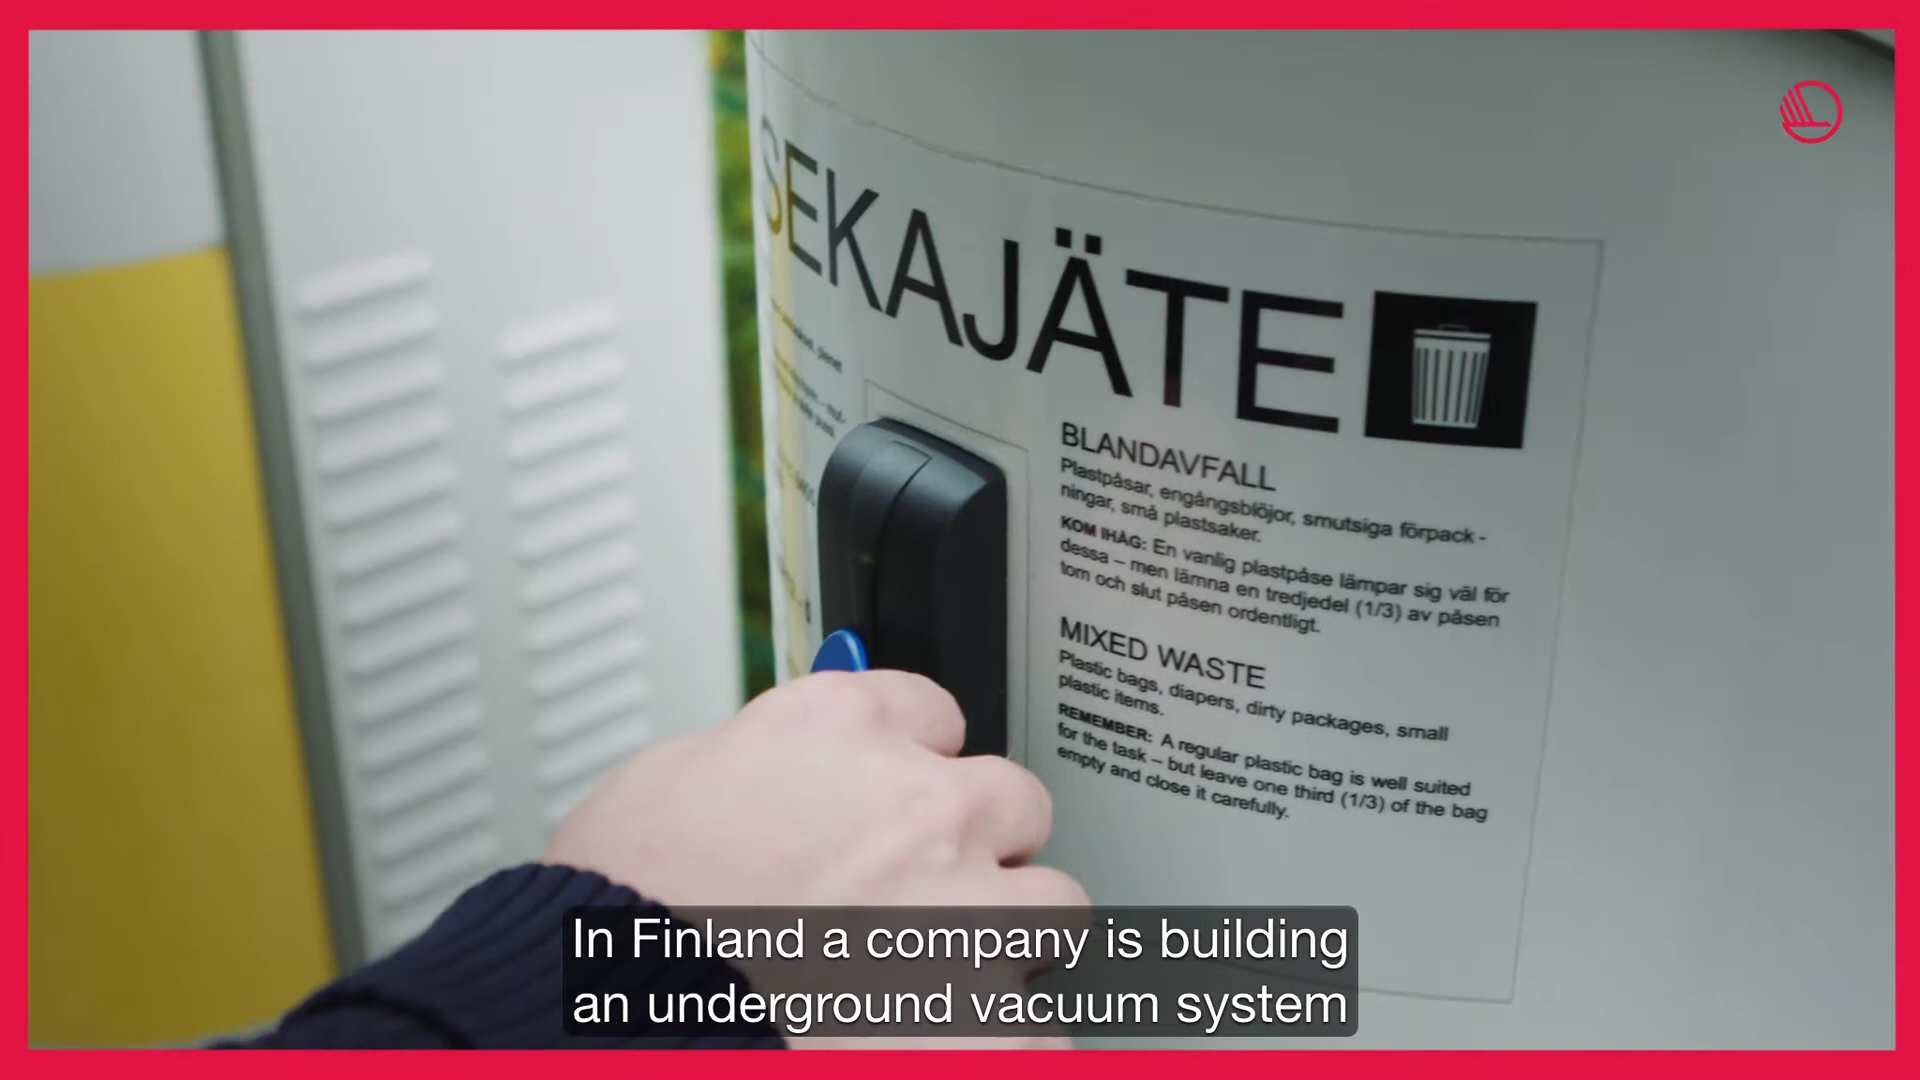 SEKAJÄTE
BLANDAVFALL
Plastpåsar, engångsblöjor, smutsiga förpack -
ningar, små plastsaker.
KOM IHÅG: En vanlig plastpåse lämpar sig väl för
dessa – men lämna en tredjedel (1/3) av påsen
tom och slut påsen ordentligt.
MIXED WASTE
Plastic bags, diapers, dirty packages, small
plastic items.
REMEMBER: A regular plastic bag is well suited
for the task – but leave one third (1/3) of the bag
empty and close it carefully.
In Finland a company is building
an underground vacuum system